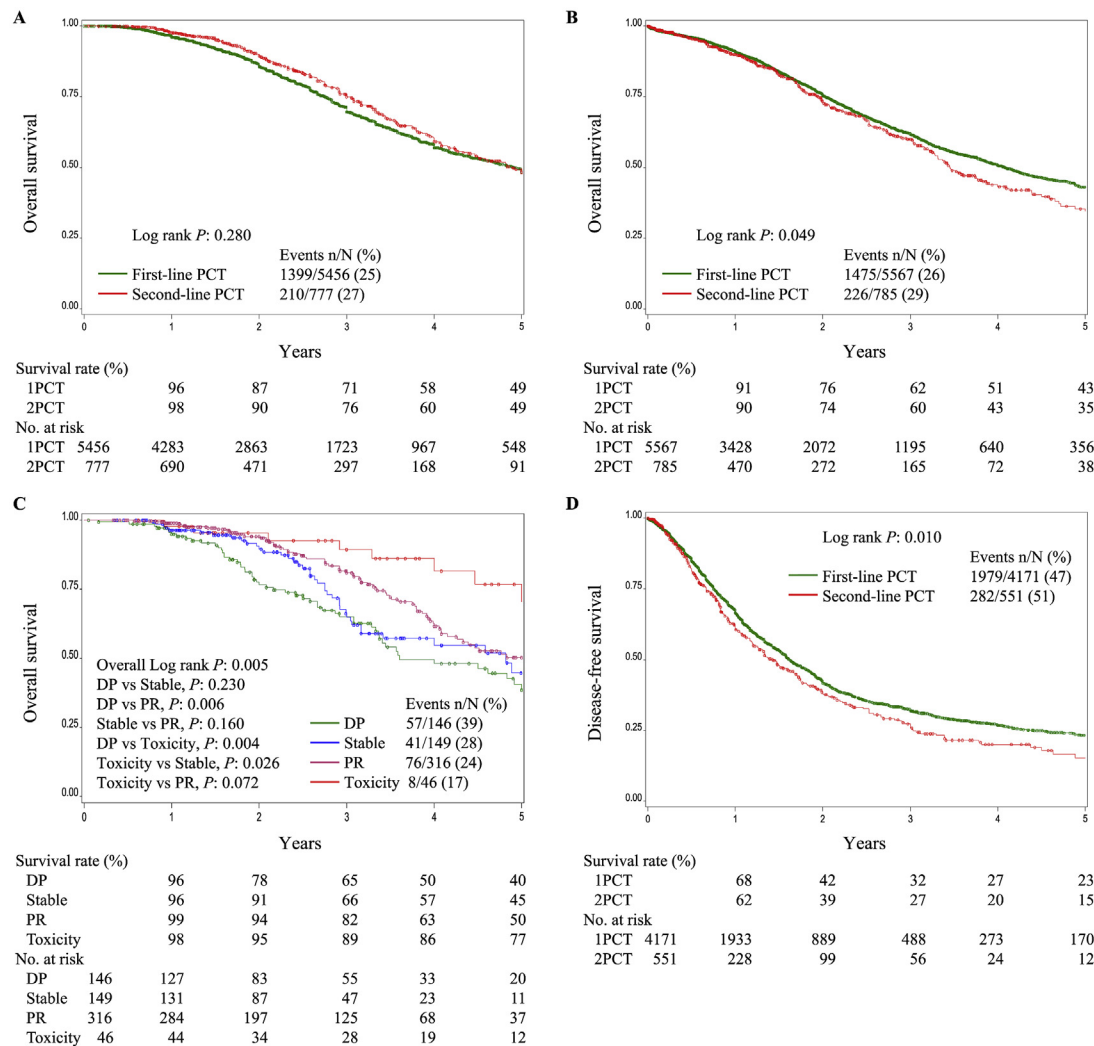 A
1.00
0.75
0.50
0.25
0.00
Overall survival
Log rank P: 0.280
Events n/N (%)
First-line PCT 1399/5456 (25)
Second-line PCT 210/777 (27)
0 1 2 3 4 5
Years
Survival rate (%)
1PCT 96 87 71 58 49
2PCT 98 90 76 60 49
No. at risk
1PCT 5456 4283 2863 1723 967 548
2PCT 777 690 471 297 168 91
B
1.00
0.75
0.50
0.25
0.00
Overall survival
Log rank P: 0.049
Events n/N (%)
First-line PCT 1475/5567 (26)
Second-line PCT 226/785 (29)
0 1 2 3 4 5
Years
Survival rate (%)
1PCT 91 76 62 51 43
2PCT 90 74 60 43 35
No. at risk
1PCT 5567 3428 2072 1195 640 356
2PCT 785 470 272 165 72 38
C
1.00
0.75
0.50
0.25
0.00
Overall survival
Overall Log rank P: 0.005
DP vs Stable, P: 0.230
DP vs PR, P: 0.006
Stable vs PR, P: 0.160
DP vs Toxicity, P: 0.004
Toxicity vs Stable, P: 0.026
Toxicity vs PR, P: 0.072
Events n/N (%)
DP 57/146 (39)
Stable 41/149 (28)
PR 76/316 (24)
Toxicity 8/46 (17)
0 1 2 3 4 5
Years
Survival rate (%)
DP 96 78 65 50 40
Stable 96 91 66 57 45
PR 99 94 82 63 50
Toxicity 98 95 89 86 77
No. at risk
DP 146 127 83 55 33 20
Stable 149 131 87 47 23 11
PR 316 284 197 125 68 37
Toxicity 46 44 34 28 19 12
D
1.00
0.75
0.50
0.25
0.00
Disease-free survival
Log rank P: 0.010
Events n/N (%)
First-line PCT 1979/4171 (47)
Second-line PCT 282/551 (51)
0 1 2 3 4 5
Years
Survival rate (%)
1PCT 68 42 32 27 23
2PCT 62 39 27 20 15
No. at risk
1PCT 4171 1933 889 488 273 170
2PCT 551 228 99 56 24 12